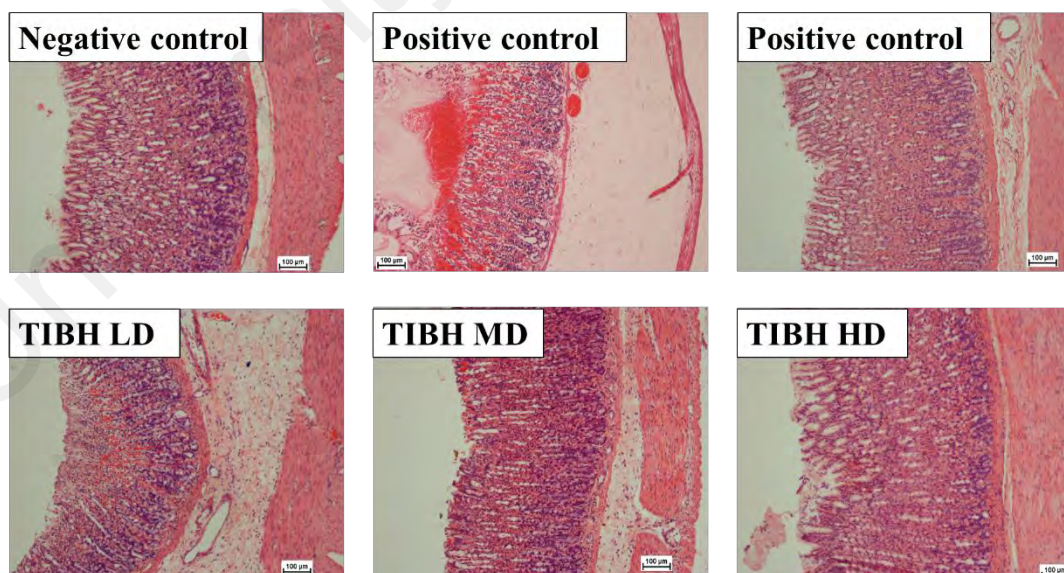 Negative control
Positive control
Positive control
100 µm
100 µm
100 µm
TIBH LD
TIBH MD
TIBH HD
100 µm
100 µm
100 µm